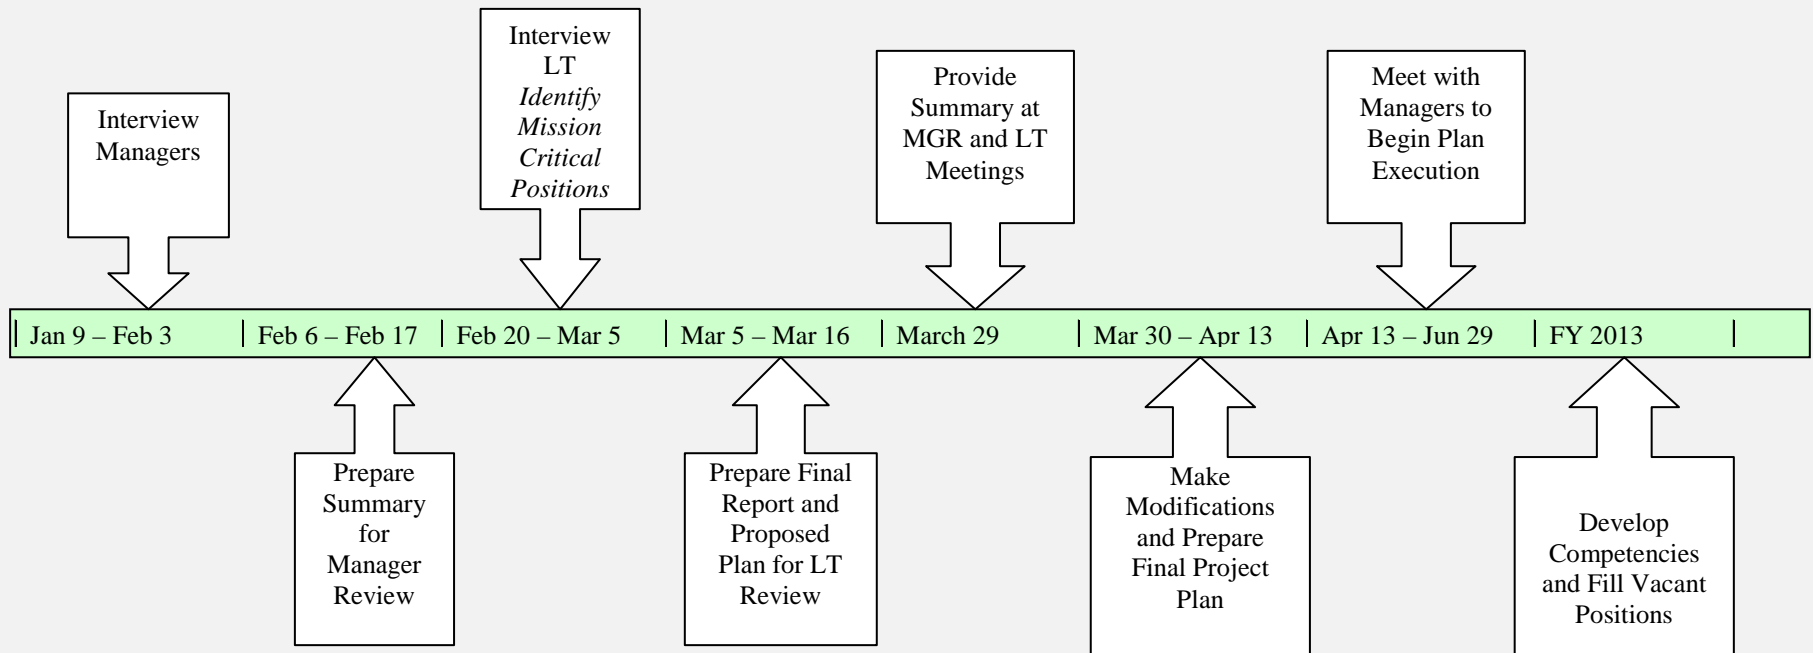 Interview
Managers
Interview
LT
Identify
Mission
Critical
Positions
Provide
Summary at
MGR and LT
Meetings
Meet with
Managers to
Begin Plan
Execution
Jan 9 – Feb 3
Feb 6 – Feb 17
Feb 20 – Mar 5
Mar 5 – Mar 16
March 29
Mar 30 – Apr 13
Apr 13 – Jun 29
FY 2013
Prepare
Summary
for
Manager
Review
Prepare Final
Report and
Proposed
Plan for LT
Review
Make
Modifications
and Prepare
Final Project
Plan
Develop
Competencies
and Fill Vacant
Positions